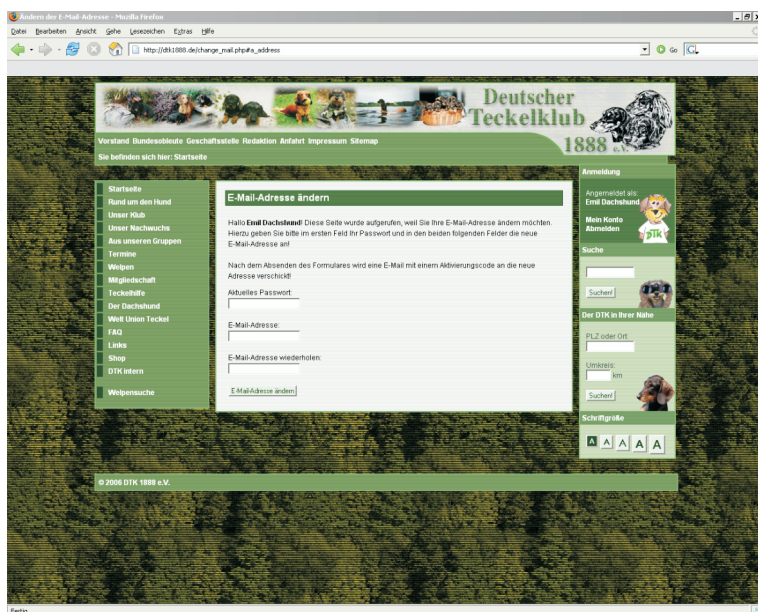 Ändern der E-Mail-Adresse - Mozilla Firefox
Datei Bearbeiten Ansicht Gehe Lesezeichen Extras Hilfe
http://dtk1888.de/change_mail.php#a_address
Go
Deutscher
Teckelklub
1888 e.V.
Vorstand Bundesobleute Geschäftsstelle Redaktion Anfahrt Impressum Sitemap
Sie befinden sich hier: Startseite
Startseite
Rund um den Hund
Unser Klub
Unser Nachwuchs
Aus unseren Gruppen
Termine
Welpen
Mitgliedschaft
Teckelhilfe
Der Dachshund
Welt Union Teckel
FAQ
Links
Shop
DTK intern
Welpensuche
E-Mail-Adresse ändern
Hallo Emil Dachshund! Diese Seite wurde aufgerufen, weil Sie Ihre E-Mail-Adresse ändern möchten.
Hierzu geben Sie bitte im ersten Feld Ihr Passwort und in den beiden folgenden Felder die neue
E-Mail-Adresse an!
Nach dem Absenden des Formulares wird eine E-Mail mit einem Aktivierungscode an die neue
Adresse verschickt!
Aktuelles Passwort:
E-Mail-Adresse:
E-Mail-Adresse wiederholen:
E-Mail-Adresse ändern
Anmeldung
Angemeldet als:
Emil Dachshund
Mein Konto
Abmelden
DTK
Suche
Suchen!
Der DTK in Ihrer Nähe
PLZ oder Ort:
Umkreis:
km
Suchen!
Schriftgröße
A A A A A
© 2006 DTK 1888 e.V.
Fertig